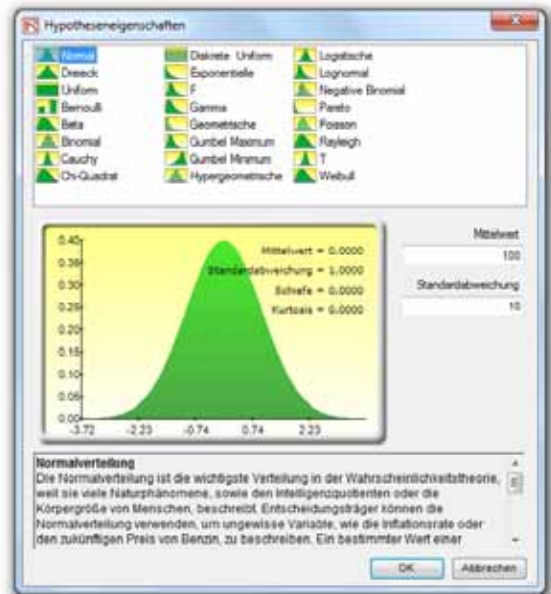 Hypotheseneigenschaften
Normal
Dreieck
Uniform
Bernoulli
Beta
Binomial
Cauchy
Chi-Quadrat
Diskrete Uniform
Exponentielle
F
Gamma
Geometrische
Gumbel Maximum
Gumbel Minimum
Hypergeometrische
Logistische
Lognormal
Negative Binomial
Pareto
Poisson
Rayleigh
T
Weibull
0.40
0.35
0.30
0.25
0.20
0.15
0.10
0.05
0.00
-3.72 -2.23 -0.74 0.74 2.23
Mittelwert = 0.0000
Standardabweichung = 1.0000
Schiefe = 0.0000
Kurtosis = 0.0000
Mittelwert
100
Standardabweichung
10
Normalverteilung
Die Normalverteilung ist die wichtigste Verteilung in der Wahrscheinlichkeitstheorie,
weil sie viele Naturphänomene, sowie den Intelligenzquotienten oder die
Körpergröße von Menschen, beschreibt. Entscheidungsträger können die
Normalverteilung verwenden, um ungewisse Variable, wie die Inflationsrate oder
den zukünftigen Preis von Benzin, zu beschreiben. Ein bestimmter Wert einer
OK
Abbrechen